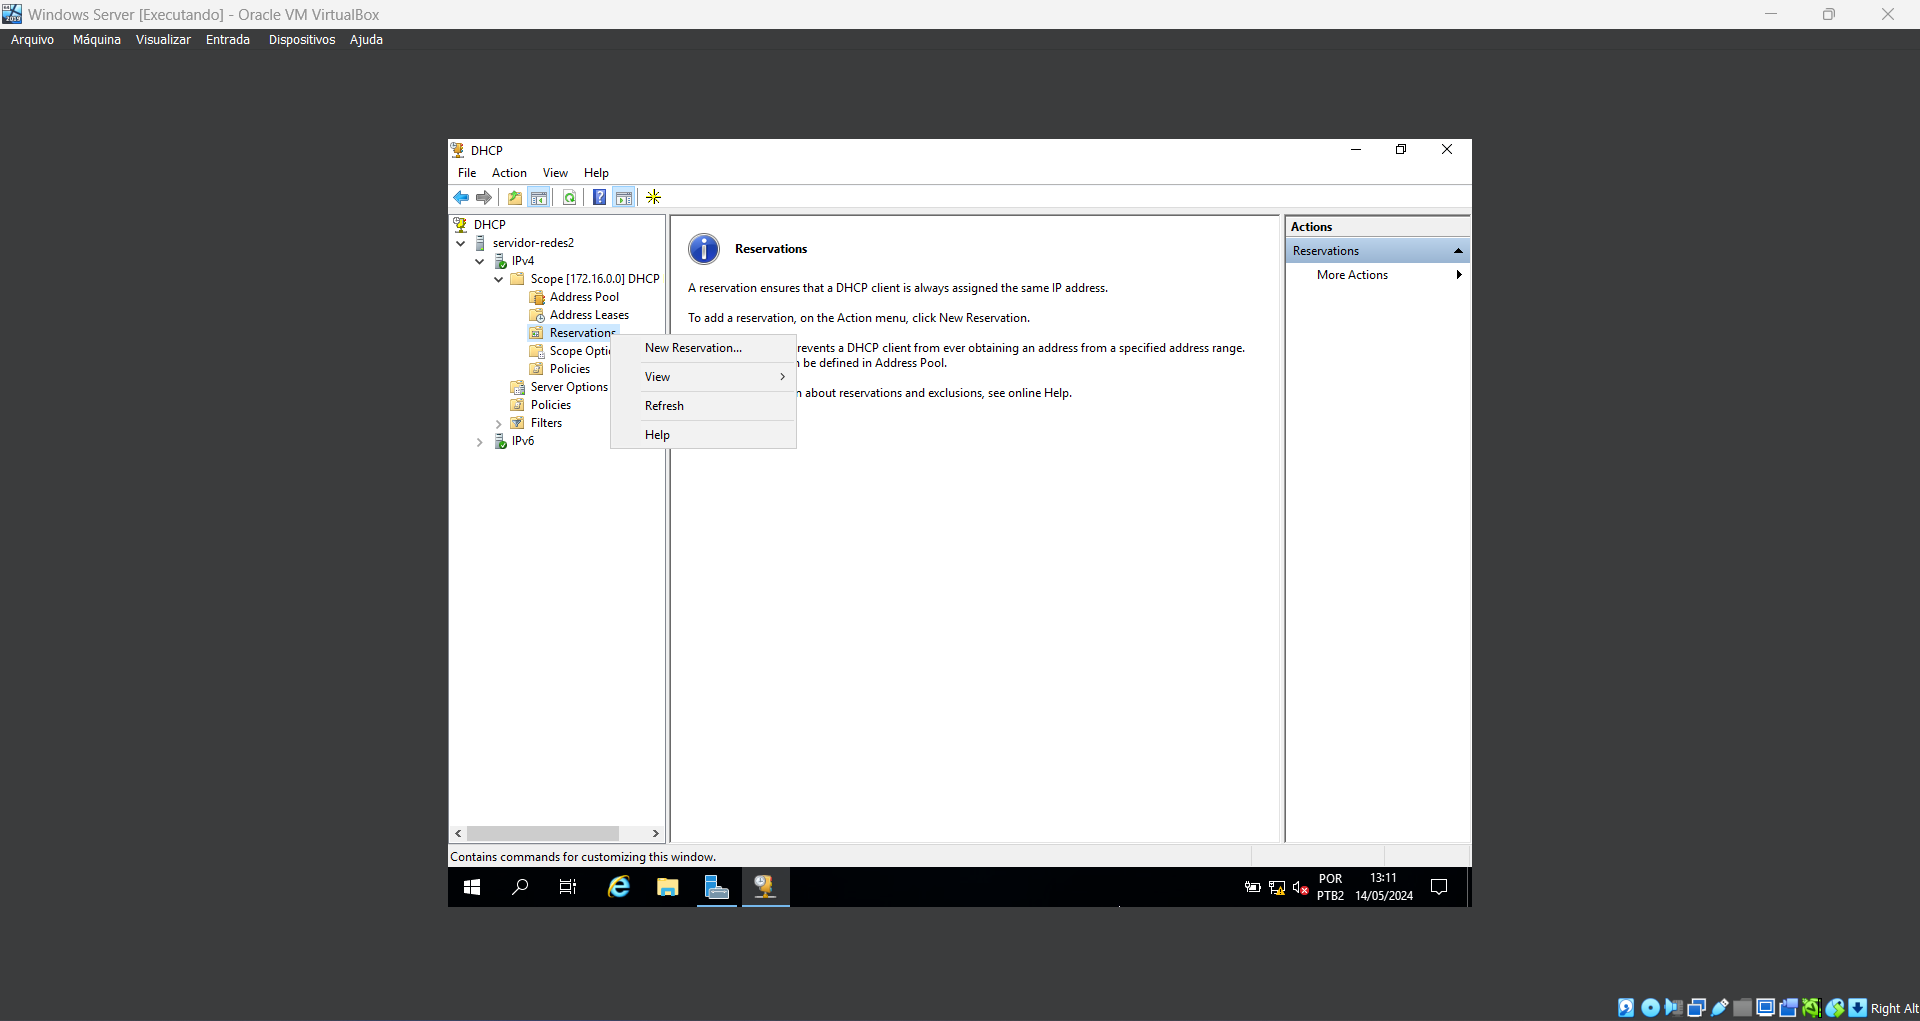 Windows Server [Executando] - Oracle VM VirtualBox
Arquivo Máquina Visualizar Entrada Dispositivos Ajuda
DHCP
File Action View Help
DHCP
servidor-redes2
IPv4
Scope [172.16.0.0] DHCP
Address Pool
Address Leases
Reservations
Scope Opti
Policies
Server Options
Policies
Filters
IPv6
New Reservation...
View
Refresh
Help
Reservations
A reservation ensures that a DHCP client is always assigned the same IP address.
To add a reservation, on the Action menu, click New Reservation.
revents a DHCP client from ever obtaining an address from a specified address range.
be defined in Address Pool.
about reservations and exclusions, see online Help.
Actions
Reservations
More Actions
Contains commands for customizing this window.
POR
PTB2
13:11
14/05/2024
Right Alt